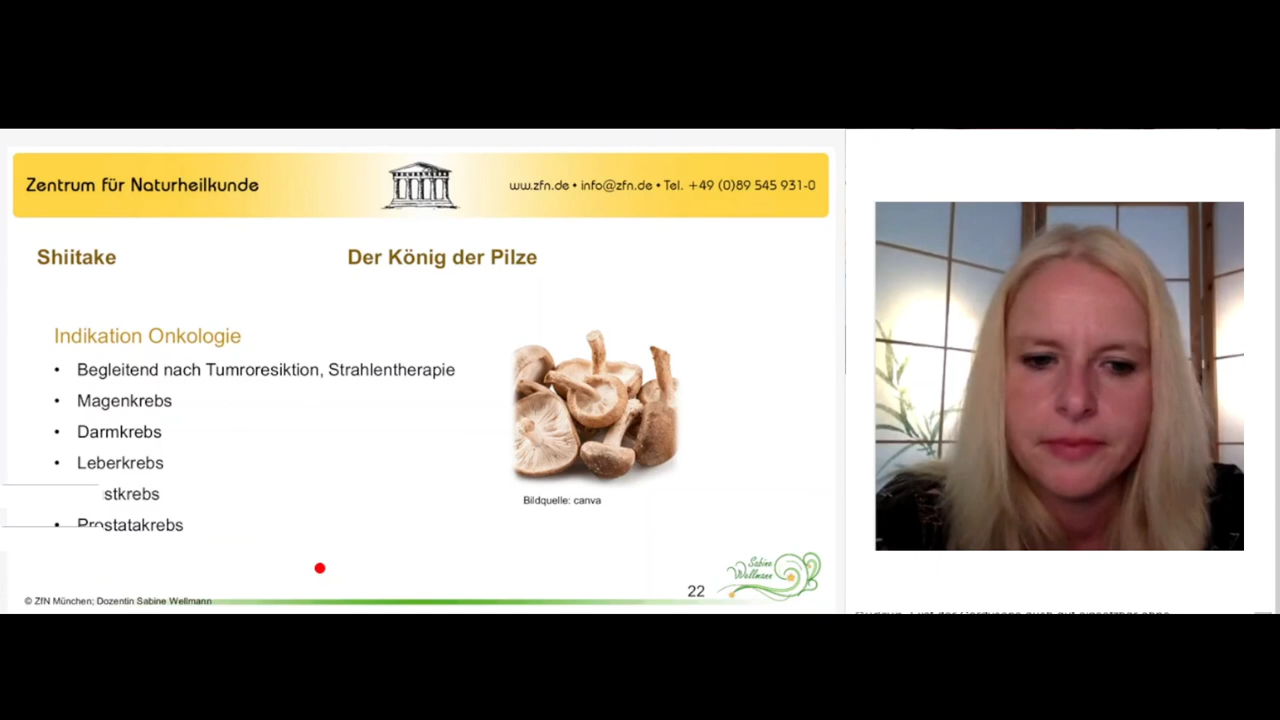 Zentrum für Naturheilkunde
ww.zfn.de • info@zfn.de • Tel. +49 (0)89 545 931-0
Shiitake
Der König der Pilze
Indikation Onkologie
• Begleitend nach Tumroresiktion, Strahlentherapie
• Magenkrebs
• Darmkrebs
• Leberkrebs
stkrebs
• Prostatakrebs
Bildquelle: canva
Sabine
Wellmann
22
© ZfN München; Dozentin Sabine Wellmann